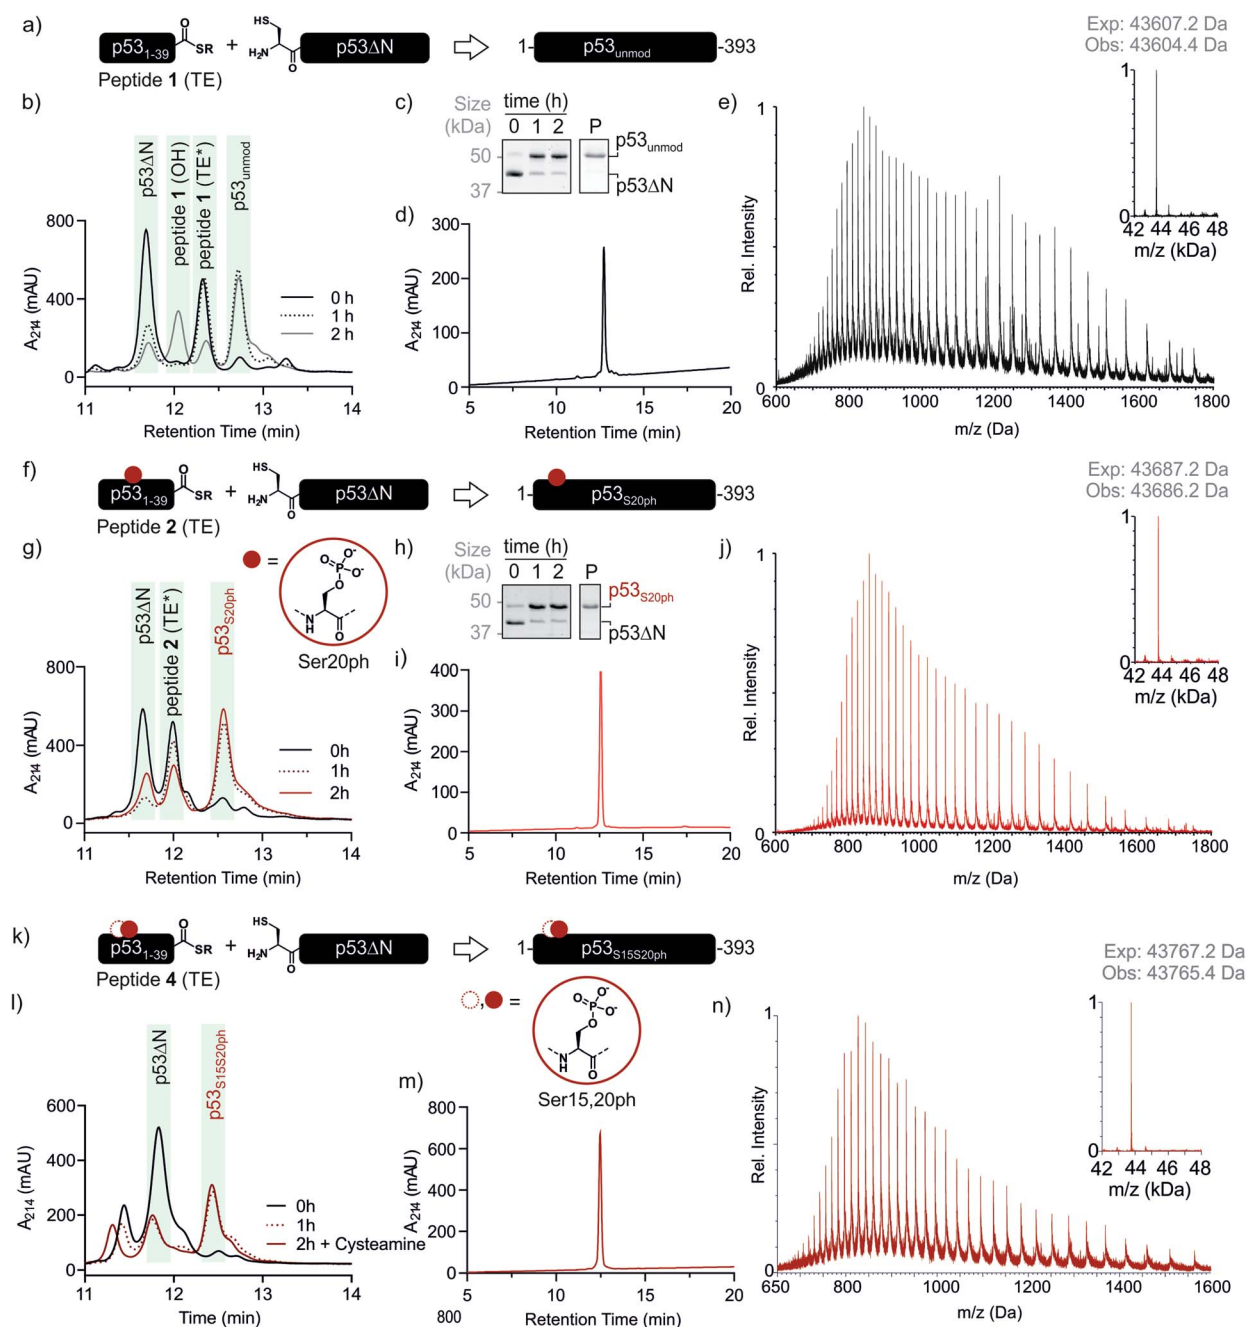 a)
p53₁₋₃₉
O
SR
+
HS
H₂N
O
p53ΔN
1-
p53unmod
-393
Peptide 1 (TE)
Exp: 43607.2 Da
Obs: 43604.4 Da
b)
p53ΔN
peptide 1 (OH)
peptide 1 (TE*)
p53unmod
800
400
0
A₂₁₄ (mAU)
0 h
1 h
2 h
11 12 13 14
Retention Time (min)
c)
Size
(kDa)
time (h)
0 1 2
P
50
37
p53unmod
p53ΔN
d)
300
200
100
0
A₂₁₄ (mAU)
5 10 15 20
Retention Time (min)
e)
1
Rel. Intensity
1
600 800 1000 1200 1400 1600 1800
m/z (Da)
1
0
42 44 46 48
m/z (kDa)
f)
p53₁₋₃₉
O
SR
+
HS
H₂N
O
p53ΔN
1-
p53S20ph
-393
Peptide 2 (TE)
Exp: 43687.2 Da
Obs: 43686.2 Da
g)
p53ΔN
peptide 2 (TE*)
p53S20ph
=
O
O-
P
O-
O
N
H
O
Ser20ph
800
400
0
A₂₁₄ (mAU)
0h
1h
2h
11 12 13 14
Retention Time (min)
h)
Size
(kDa)
time (h)
0 1 2
P
50
37
p53S20ph
p53ΔN
i)
400
300
200
100
0
A₂₁₄ (mAU)
5 10 15 20
Retention Time (min)
j)
1
Rel. Intensity
1
600 800 1000 1200 1400 1600 1800
m/z (Da)
1
0
42 44 46 48
m/z (kDa)
k)
p53₁₋₃₉
O
SR
+
HS
H₂N
O
p53ΔN
1-
p53S15S20ph
-393
Peptide 4 (TE)
Exp: 43767.2 Da
Obs: 43765.4 Da
l)
p53ΔN
p53S15S20ph
, =
O
O-
P
O-
O
N
H
O
Ser15,20ph
600
400
200
0
A₂₁₄ (mAU)
0h
1h
2h + Cysteamine
11 12 13 14
Time (min)
m)
800
600
400
200
0
A₂₁₄ (mAU)
5 10 15 20
800
Retention Time (min)
n)
1
Rel. Intensity
1
650 800 1000 1200 1400 1600
m/z (Da)
1
0
42 44 46 48
m/z (kDa)